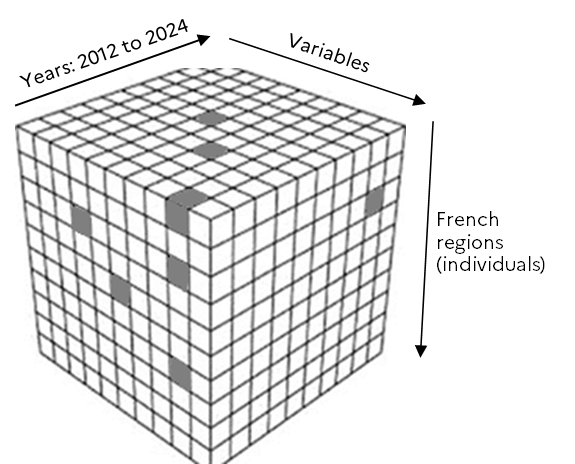 Years: 2012 to 2024
Variables
French
regions
(individuals)